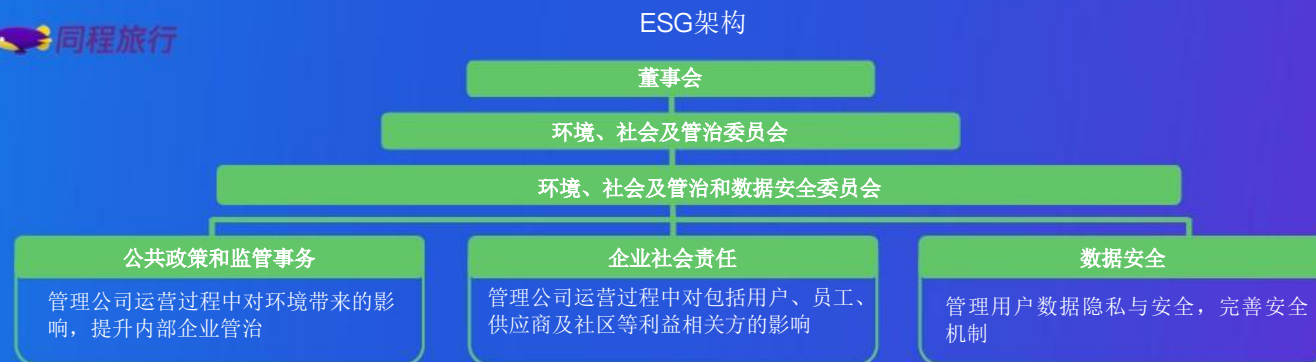 同程旅行
ESG架构
董事会
环境、社会及管治委员会
环境、社会及管治和数据安全委员会
公共政策和监管事务
管理公司运营过程中对环境带来的影
响，提升内部企业管治
企业社会责任
管理公司运营过程中对包括用户、员工、
供应商及社区等利益相关方的影响
数据安全
管理用户数据隐私与安全，完善安全
机制